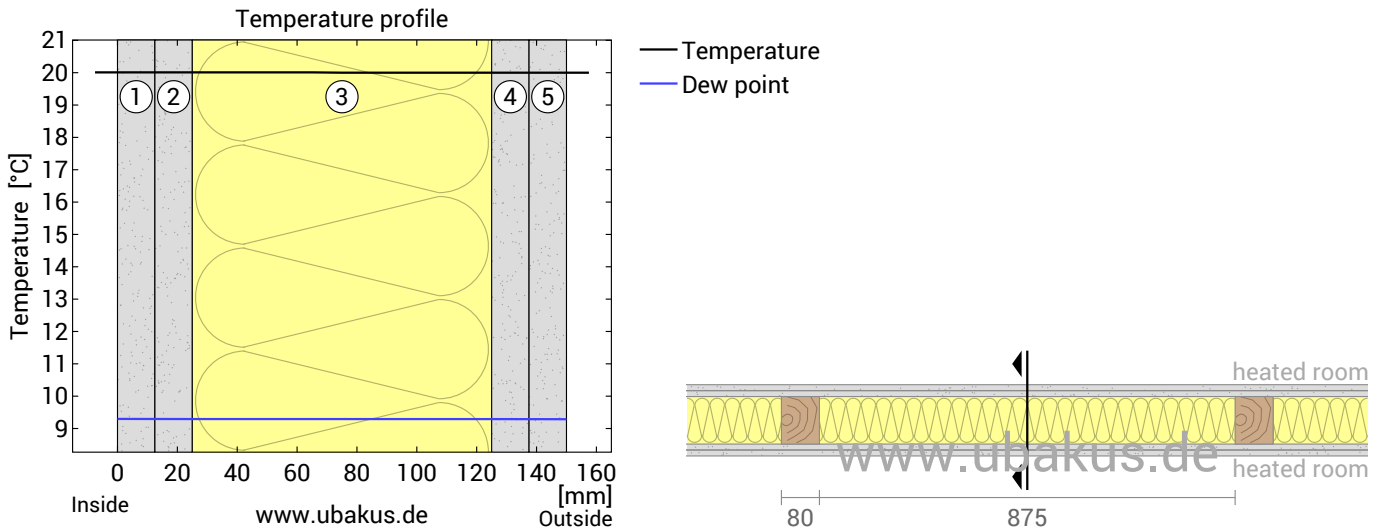 Temperature profile
21
20
19
18
17
16
15
14
13
12
11
10
9
Temperature [°C]
1 2 3 4 5
0 20 40 60 80 100 120 140 160
[mm]
Inside
www.ubakus.de
Outside
Temperature
Dew point
heated room
www.ubakus.de
heated room
80 875